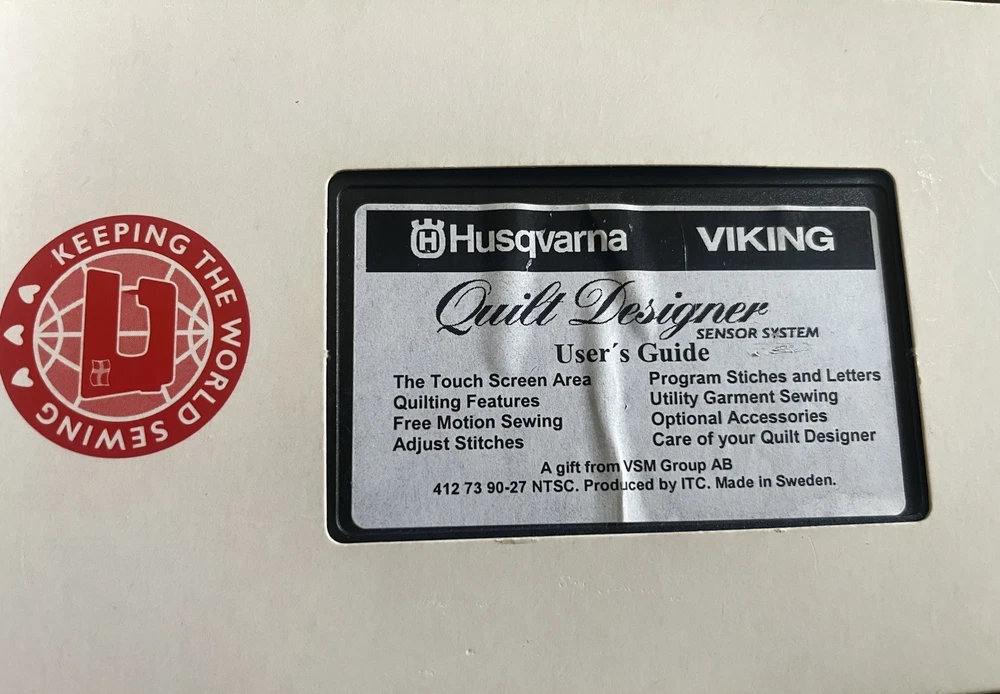 KEEPING THE WORLD SEWING
Husqvarna VIKING
Quilt Designer
SENSOR SYSTEM
User´s Guide
The Touch Screen Area
Quilting Features
Free Motion Sewing
Adjust Stitches
Program Stiches and Letters
Utility Garment Sewing
Optional Accessories
Care of your Quilt Designer
A gift from VSM Group AB
412 73 90-27 NTSC. Produced by ITC. Made in Sweden.